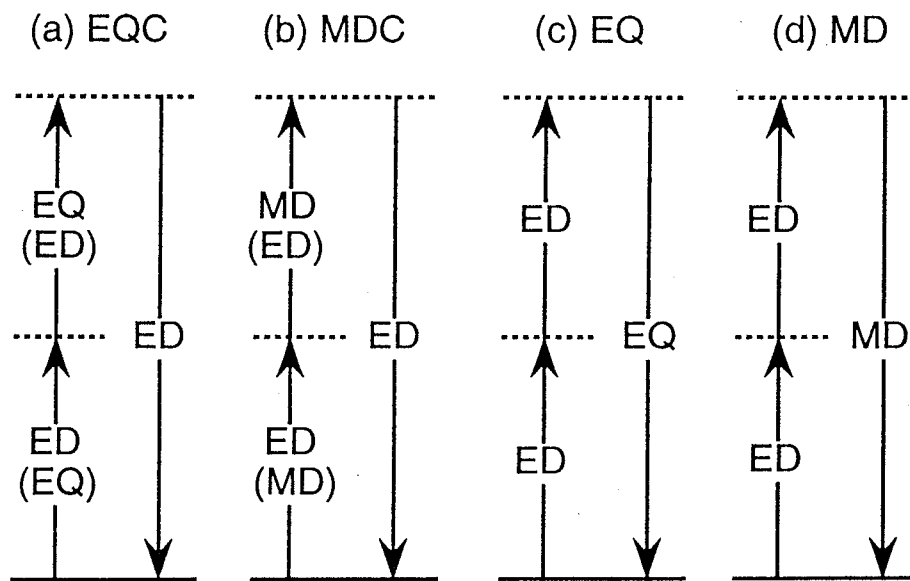 (a) EQC
(b) MDC
(c) EQ
(d) MD
EQ
(ED)
ED
(EQ)
ED
MD
(ED)
ED
(MD)
ED
ED
ED
EQ
ED
ED
MD